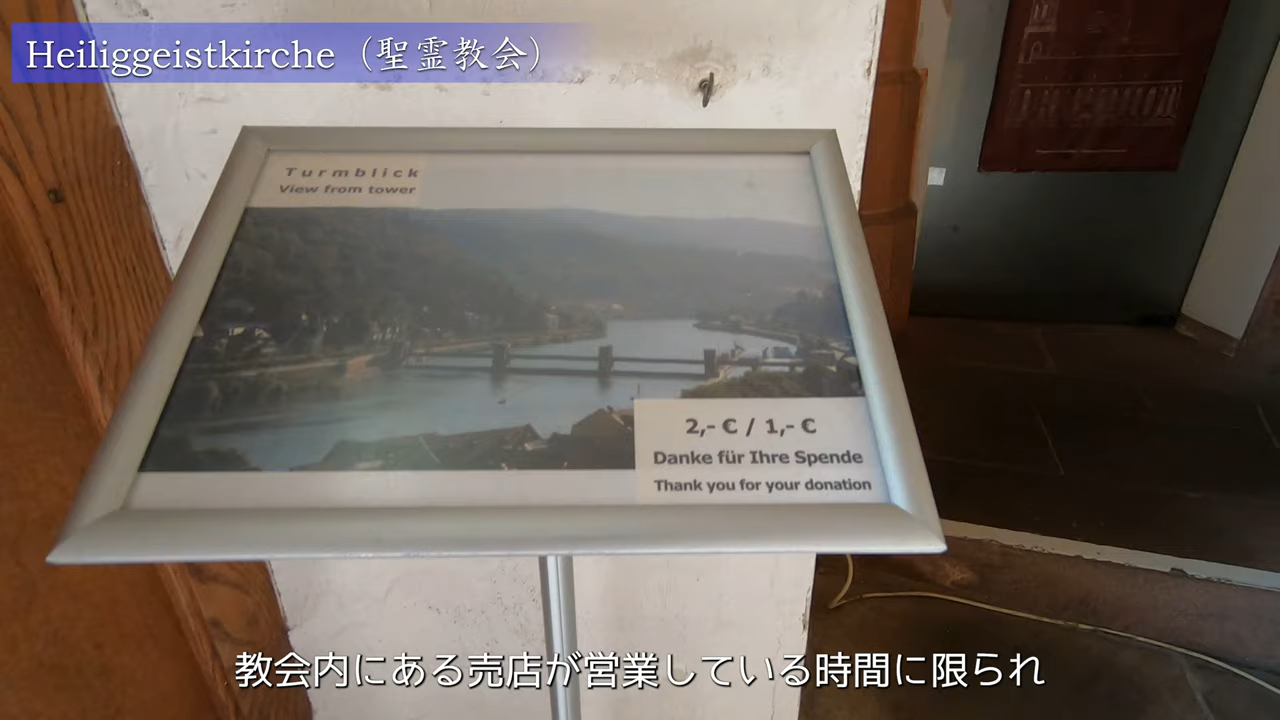 Heiliggeistkirche（聖霊教会）
Turmblick
View from tower
2,- € / 1,- €
Danke für Ihre Spende
Thank you for your donation
教会内にある売店が営業している時間に限られ